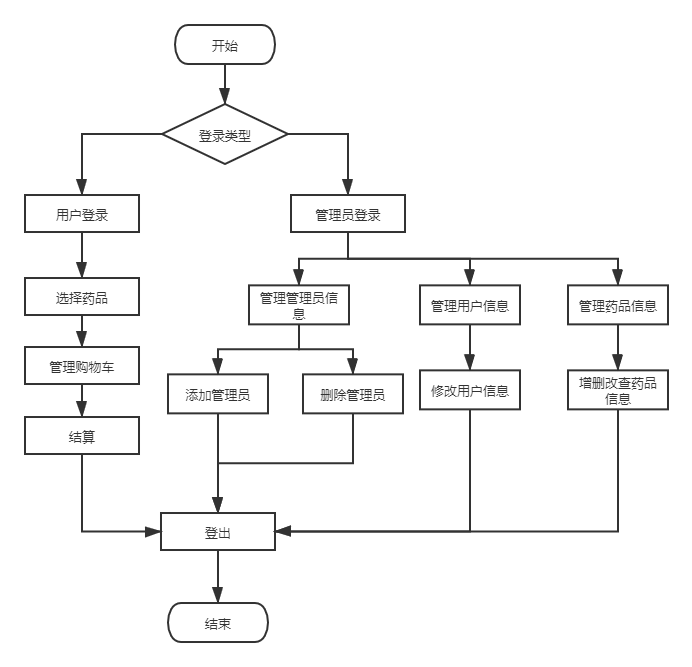 开始
登录类型
用户登录
管理员登录
选择药品
管理管理员信
息
管理用户信息
管理药品信息
管理购物车
添加管理员
删除管理员
修改用户信息
增删改查药品
信息
结算
登出
结束